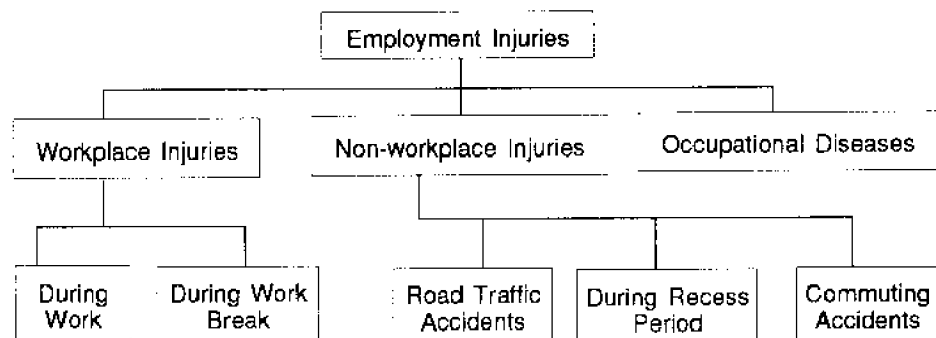 Employment Injuries
Workplace Injuries
Non-workplace Injuries
Occupational Diseases
During
Work
During Work
Break
Road Traffic
Accidents
During Recess
Period
Commuting
Accidents